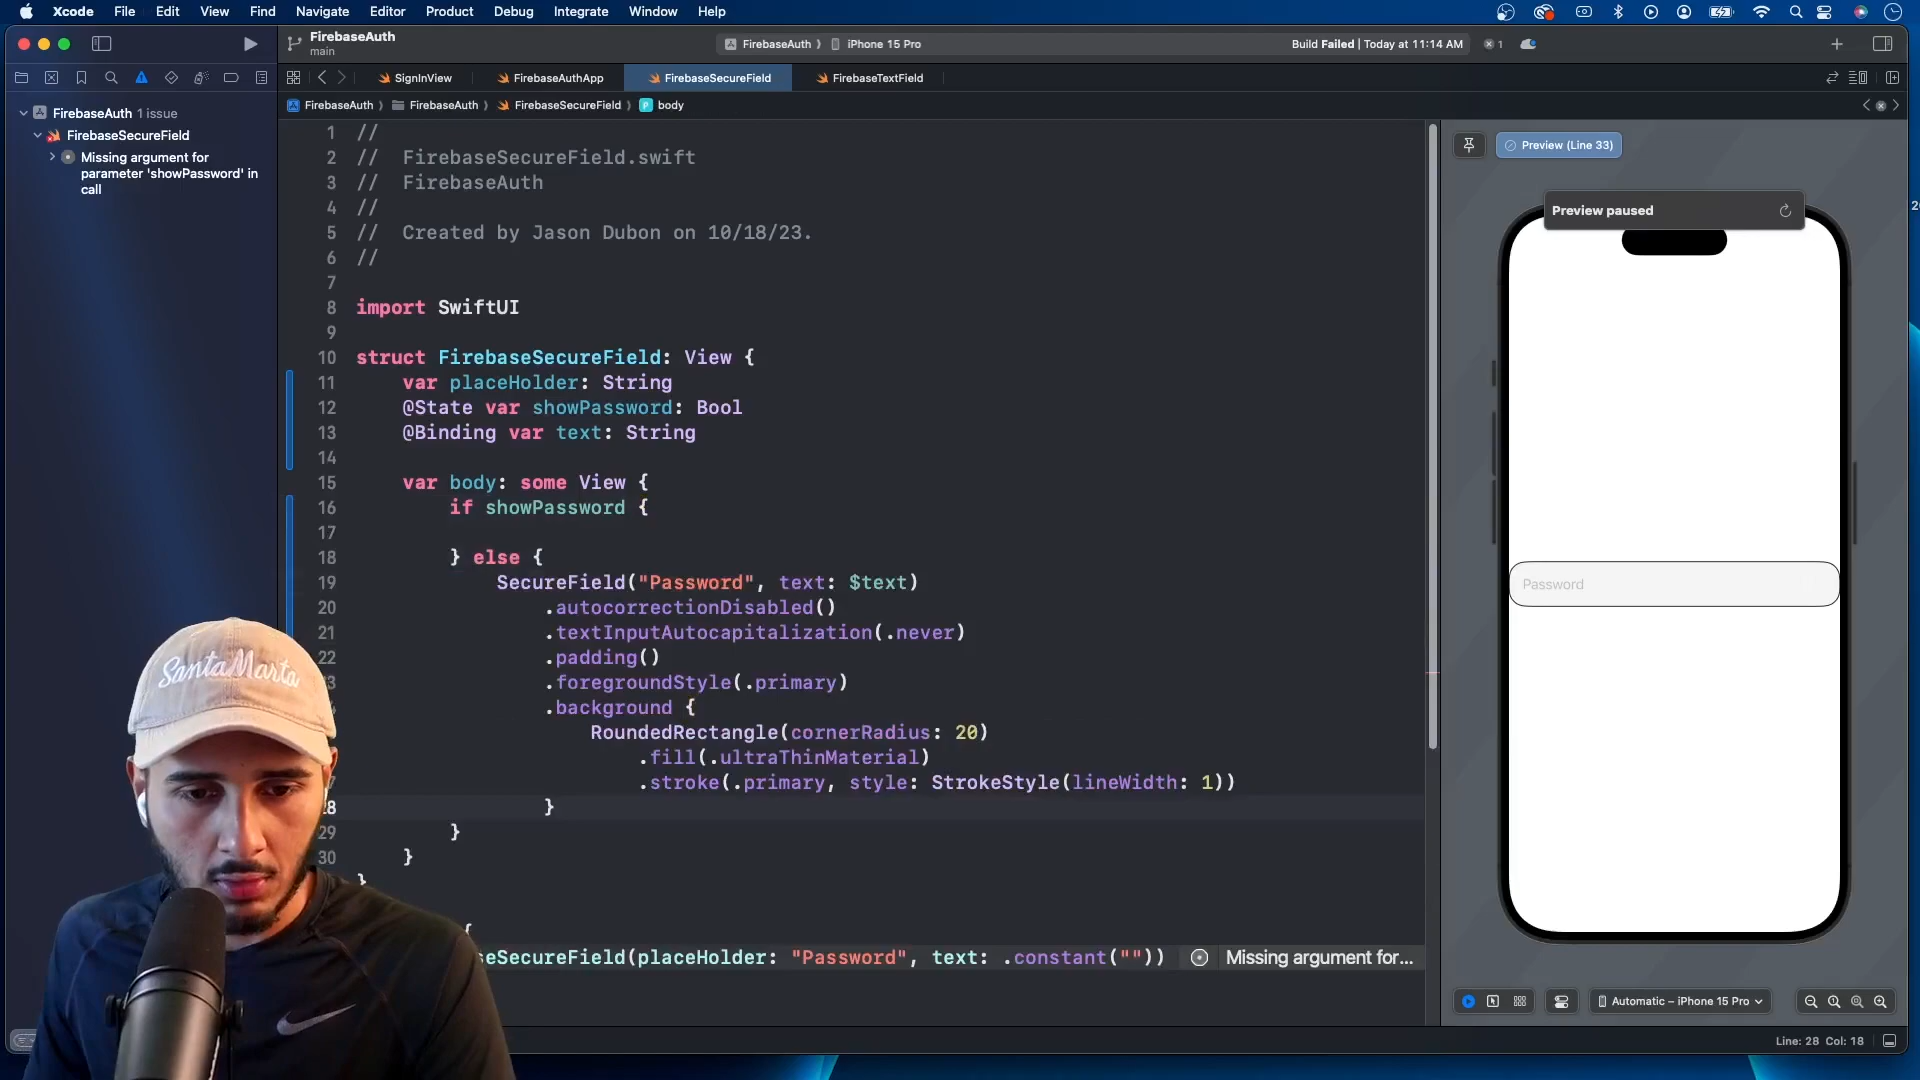 Xcode File Edit View Find Navigate Editor Product Debug Integrate Window Help
FirebaseAuth
main
FirebaseAuth iPhone 15 Pro
Build Failed | Today at 11:14 AM
1
SignInView FirebaseAuthApp FirebaseSecureField FirebaseTextField
FirebaseAuth FirebaseAuth FirebaseSecureField body
FirebaseAuth 1 issue
FirebaseSecureField
Missing argument for
parameter 'showPassword' in
call
1 //
2 // FirebaseSecureField.swift
3 // FirebaseAuth
4 //
5 // Created by Jason Dubon on 10/18/23.
6 //
7
8 import SwiftUI
9
10 struct FirebaseSecureField: View {
11 var placeHolder: String
12 @State var showPassword: Bool
13 @Binding var text: String
14
15 var body: some View {
16 if showPassword {
17
18 } else {
19 SecureField("Password", text: $text)
20 .autocorrectionDisabled()
21 .textInputAutocapitalization(.never)
22 .padding()
3 .foregroundStyle(.primary)
.background {
RoundedRectangle(cornerRadius: 20)
.fill(.ultraThinMaterial)
.stroke(.primary, style: StrokeStyle(lineWidth: 1))
8 }
29 }
30 }
}
{
seSecureField(placeHolder: "Password", text: .constant("")) Missing argument for...
Preview (Line 33)
Preview paused
Password
Automatic – iPhone 15 Pro
Line: 28 Col: 18
SantaMarta